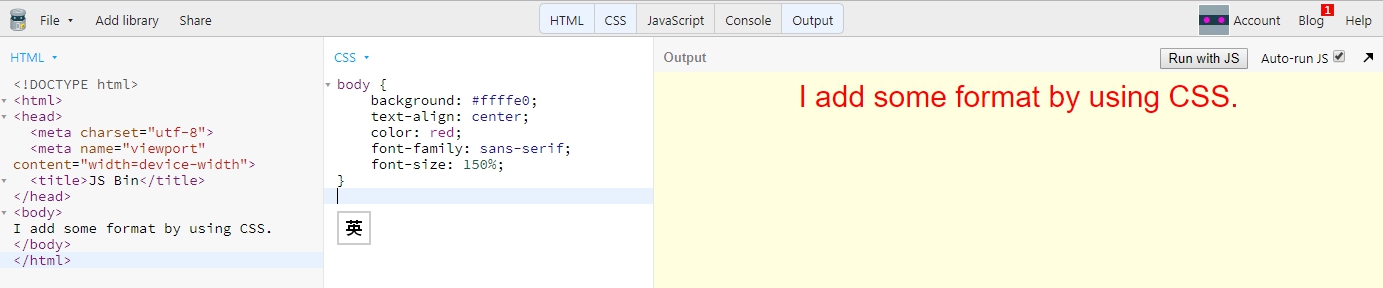 File Add library Share HTML CSS JavaScript Console Output Account Blog 1 Help
HTML
<!DOCTYPE html>
<html>
<head>
<meta charset="utf-8">
<meta name="viewport"
content="width=device-width">
<title>JS Bin</title>
</head>
<body>
I add some format by using CSS.
</body>
</html>
CSS
body {
background: #ffffe0;
text-align: center;
color: red;
font-family: sans-serif;
font-size: 150%;
}
英
Output Run with JS Auto-run JS
I add some format by using CSS.